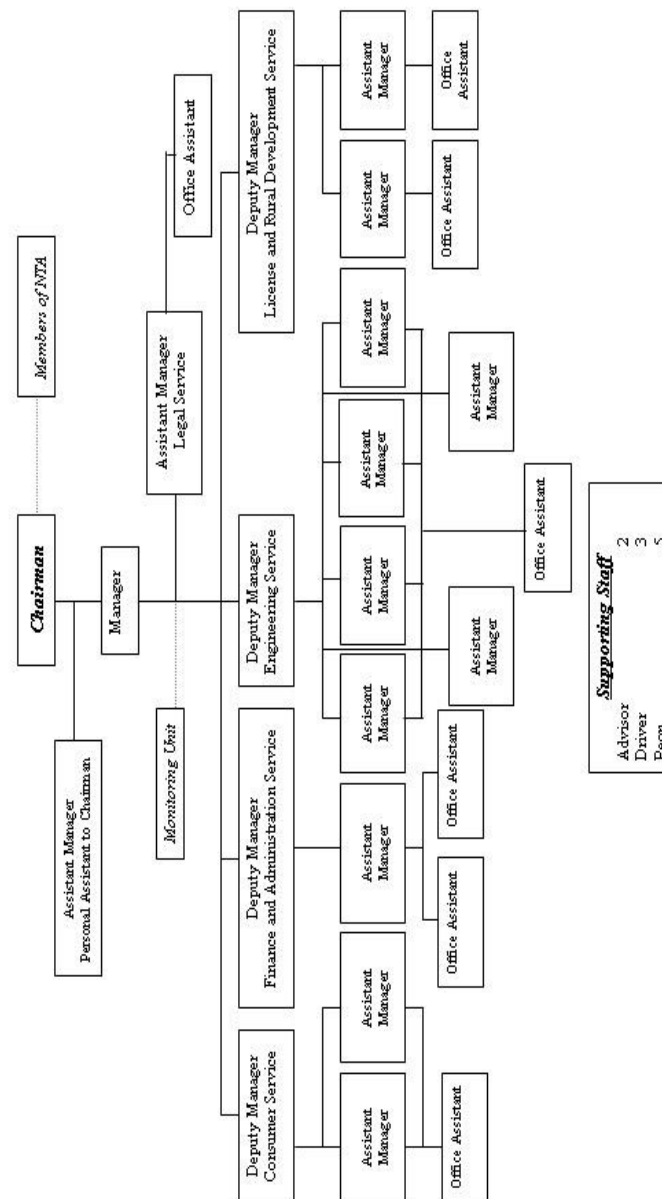 Chairman
Members of NTA
Assistant Manager
Personal Assistant to Chairman
Manager
Monitoring Unit
Assistant Manager
Legal Service
Office Assistant
Deputy Manager
Consumer Service
Deputy Manager
Finance and Administration Service
Deputy Manager
Engineering Service
Deputy Manager
License and Rural Development Service
Assistant
Manager
Assistant
Manager
Assistant
Manager
Assistant
Manager
Assistant
Manager
Assistant
Manager
Assistant
Manager
Assistant
Manager
Assistant
Manager
Office Assistant
Office Assistant
Office Assistant
Assistant
Manager
Assistant
Manager
Office Assistant
Office
Assistant
Office Assistant
Supporting Staff
Advisor 2
Driver 3
Peon 5